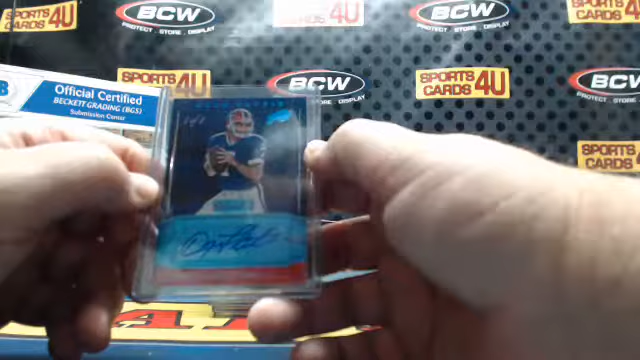 SPORTS
CARDS 4U
BCW
PROTECT . STORE . DISPLAY
SPORTS
CARDS 4U
BCW
PROTECT . STORE . DISPLAY
SPORTS
CARDS 4U
SPORTS
CARDS 4U
BCW
PROTECT . STORE . DISPLAY
SPORTS
CARDS 4U
BCW
PROTECT . STORE
SPORTS
CARDS 4U
Official Certified
BECKETT GRADING (BGS)
Submission Center